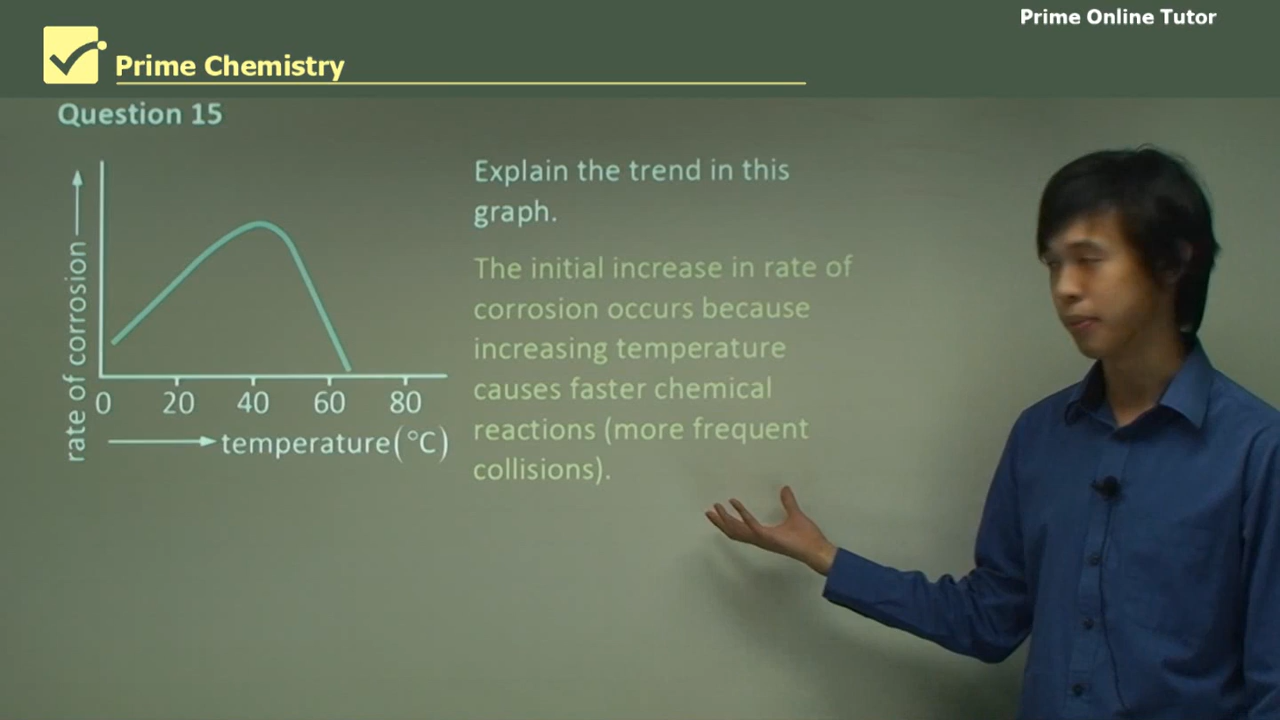 Prime Online Tutor
Prime Chemistry
Question 15
rate of corrosion
0 20 40 60 80
temperature (°C)
Explain the trend in this
graph.
The initial increase in rate of
corrosion occurs because
increasing temperature
causes faster chemical
reactions (more frequent
collisions).